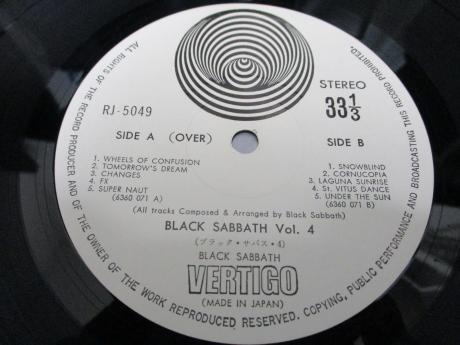 ALL RIGHTS OF THE RECORD PRODUCER AND OF THE OWNER OF THE WORK REPRODUCED RESERVED. COPYING, PUBLIC PERFORMANCE AND BROADCASTING THIS RECORD PROHIBITED.
RJ-5049
STEREO
33 1/3
SIDE A (OVER)
SIDE B
1. WHEELS OF CONFUSION
2. TOMORROW'S DREAM
3. CHANGES
4. FX
5. SUPER NAUT
(6360 071 A)
1. SNOWBLIND
2. CORNUCOPIA
3. LAGUNA SUNRISE
4. St. VITUS DANCE
5. UNDER THE SUN
(6360 071 B)
(All tracks Composed & Arranged by Black Sabbath)
BLACK SABBATH Vol. 4
(ブラック・サバス・4)
BLACK SABBATH
VERTIGO
(MADE IN JAPAN)